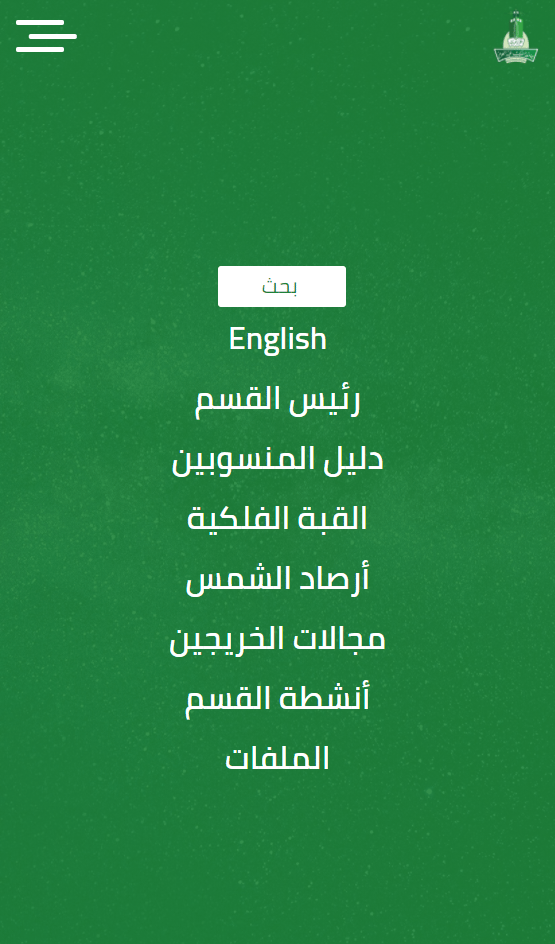 بحث
English
رئيس القسم
دليل المنسوبين
القبة الفلكية
أرصاد الشمس
مجالات الخريجين
أنشطة القسم
الملفات